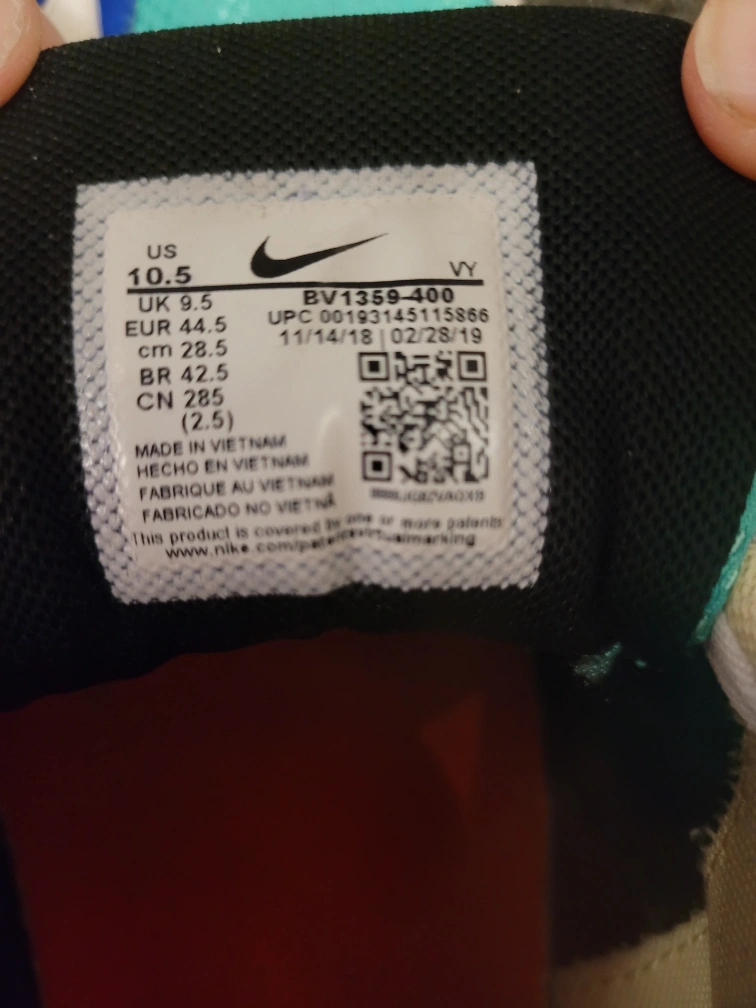 US
10.5
VY
UK 9.5
EUR 44.5
cm 28.5
BR 42.5
CN 285
(2.5)
BV1359-400
UPC 00193145115866
11/14/18 | 02/28/19
MADE IN VIETNAM
HECHO EN VIETNAM
FABRIQUE AU VIETNAM
FABRICADO NO VIETNÃ
This product is covered by one or more patents
www.nike.com/patentsvirtualmarking